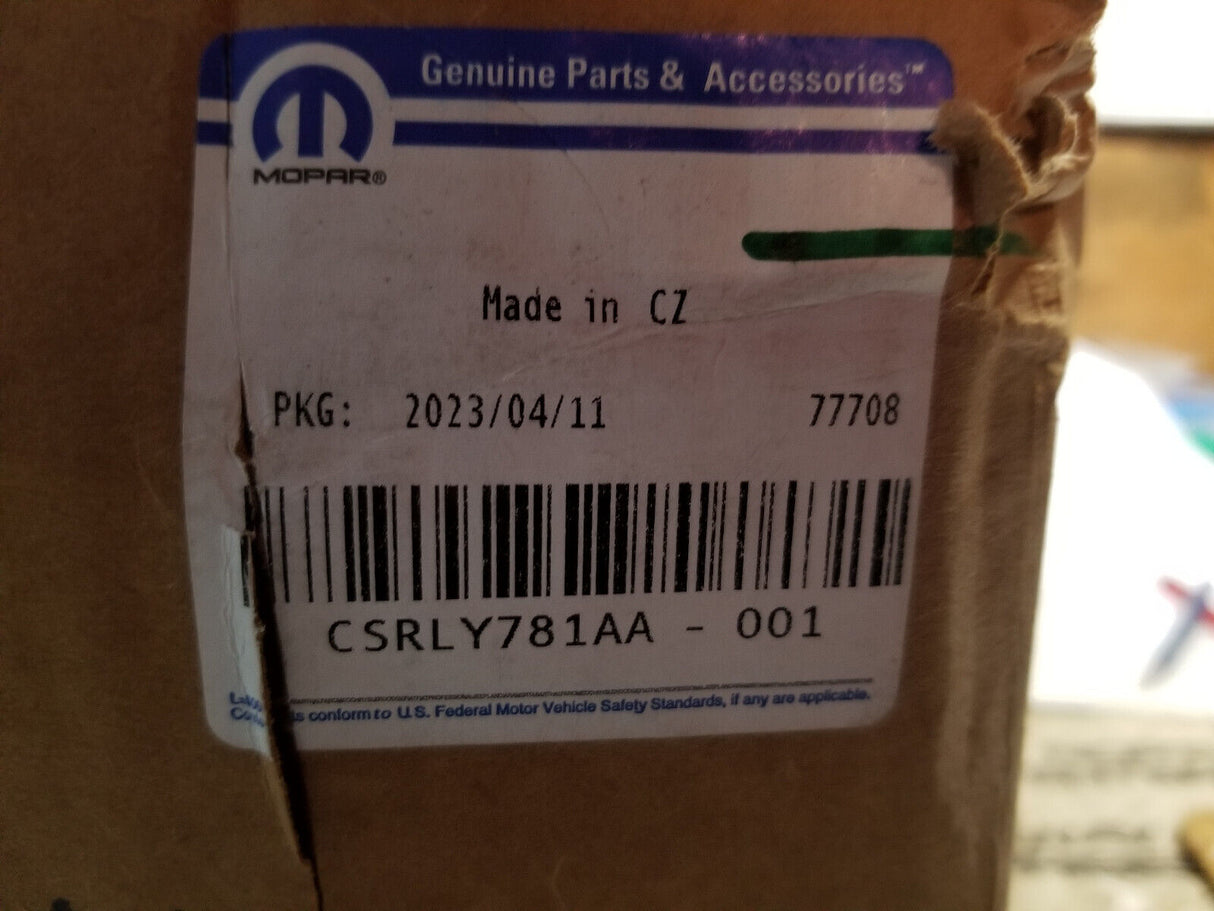 Genuine Parts & Accessories™
MOPAR®
Made in CZ
PKG: 2023/04/11 77708
CSRLY781AA - 001
conform to U.S. Federal Motor Vehicle Safety Standards, if any are applicable.